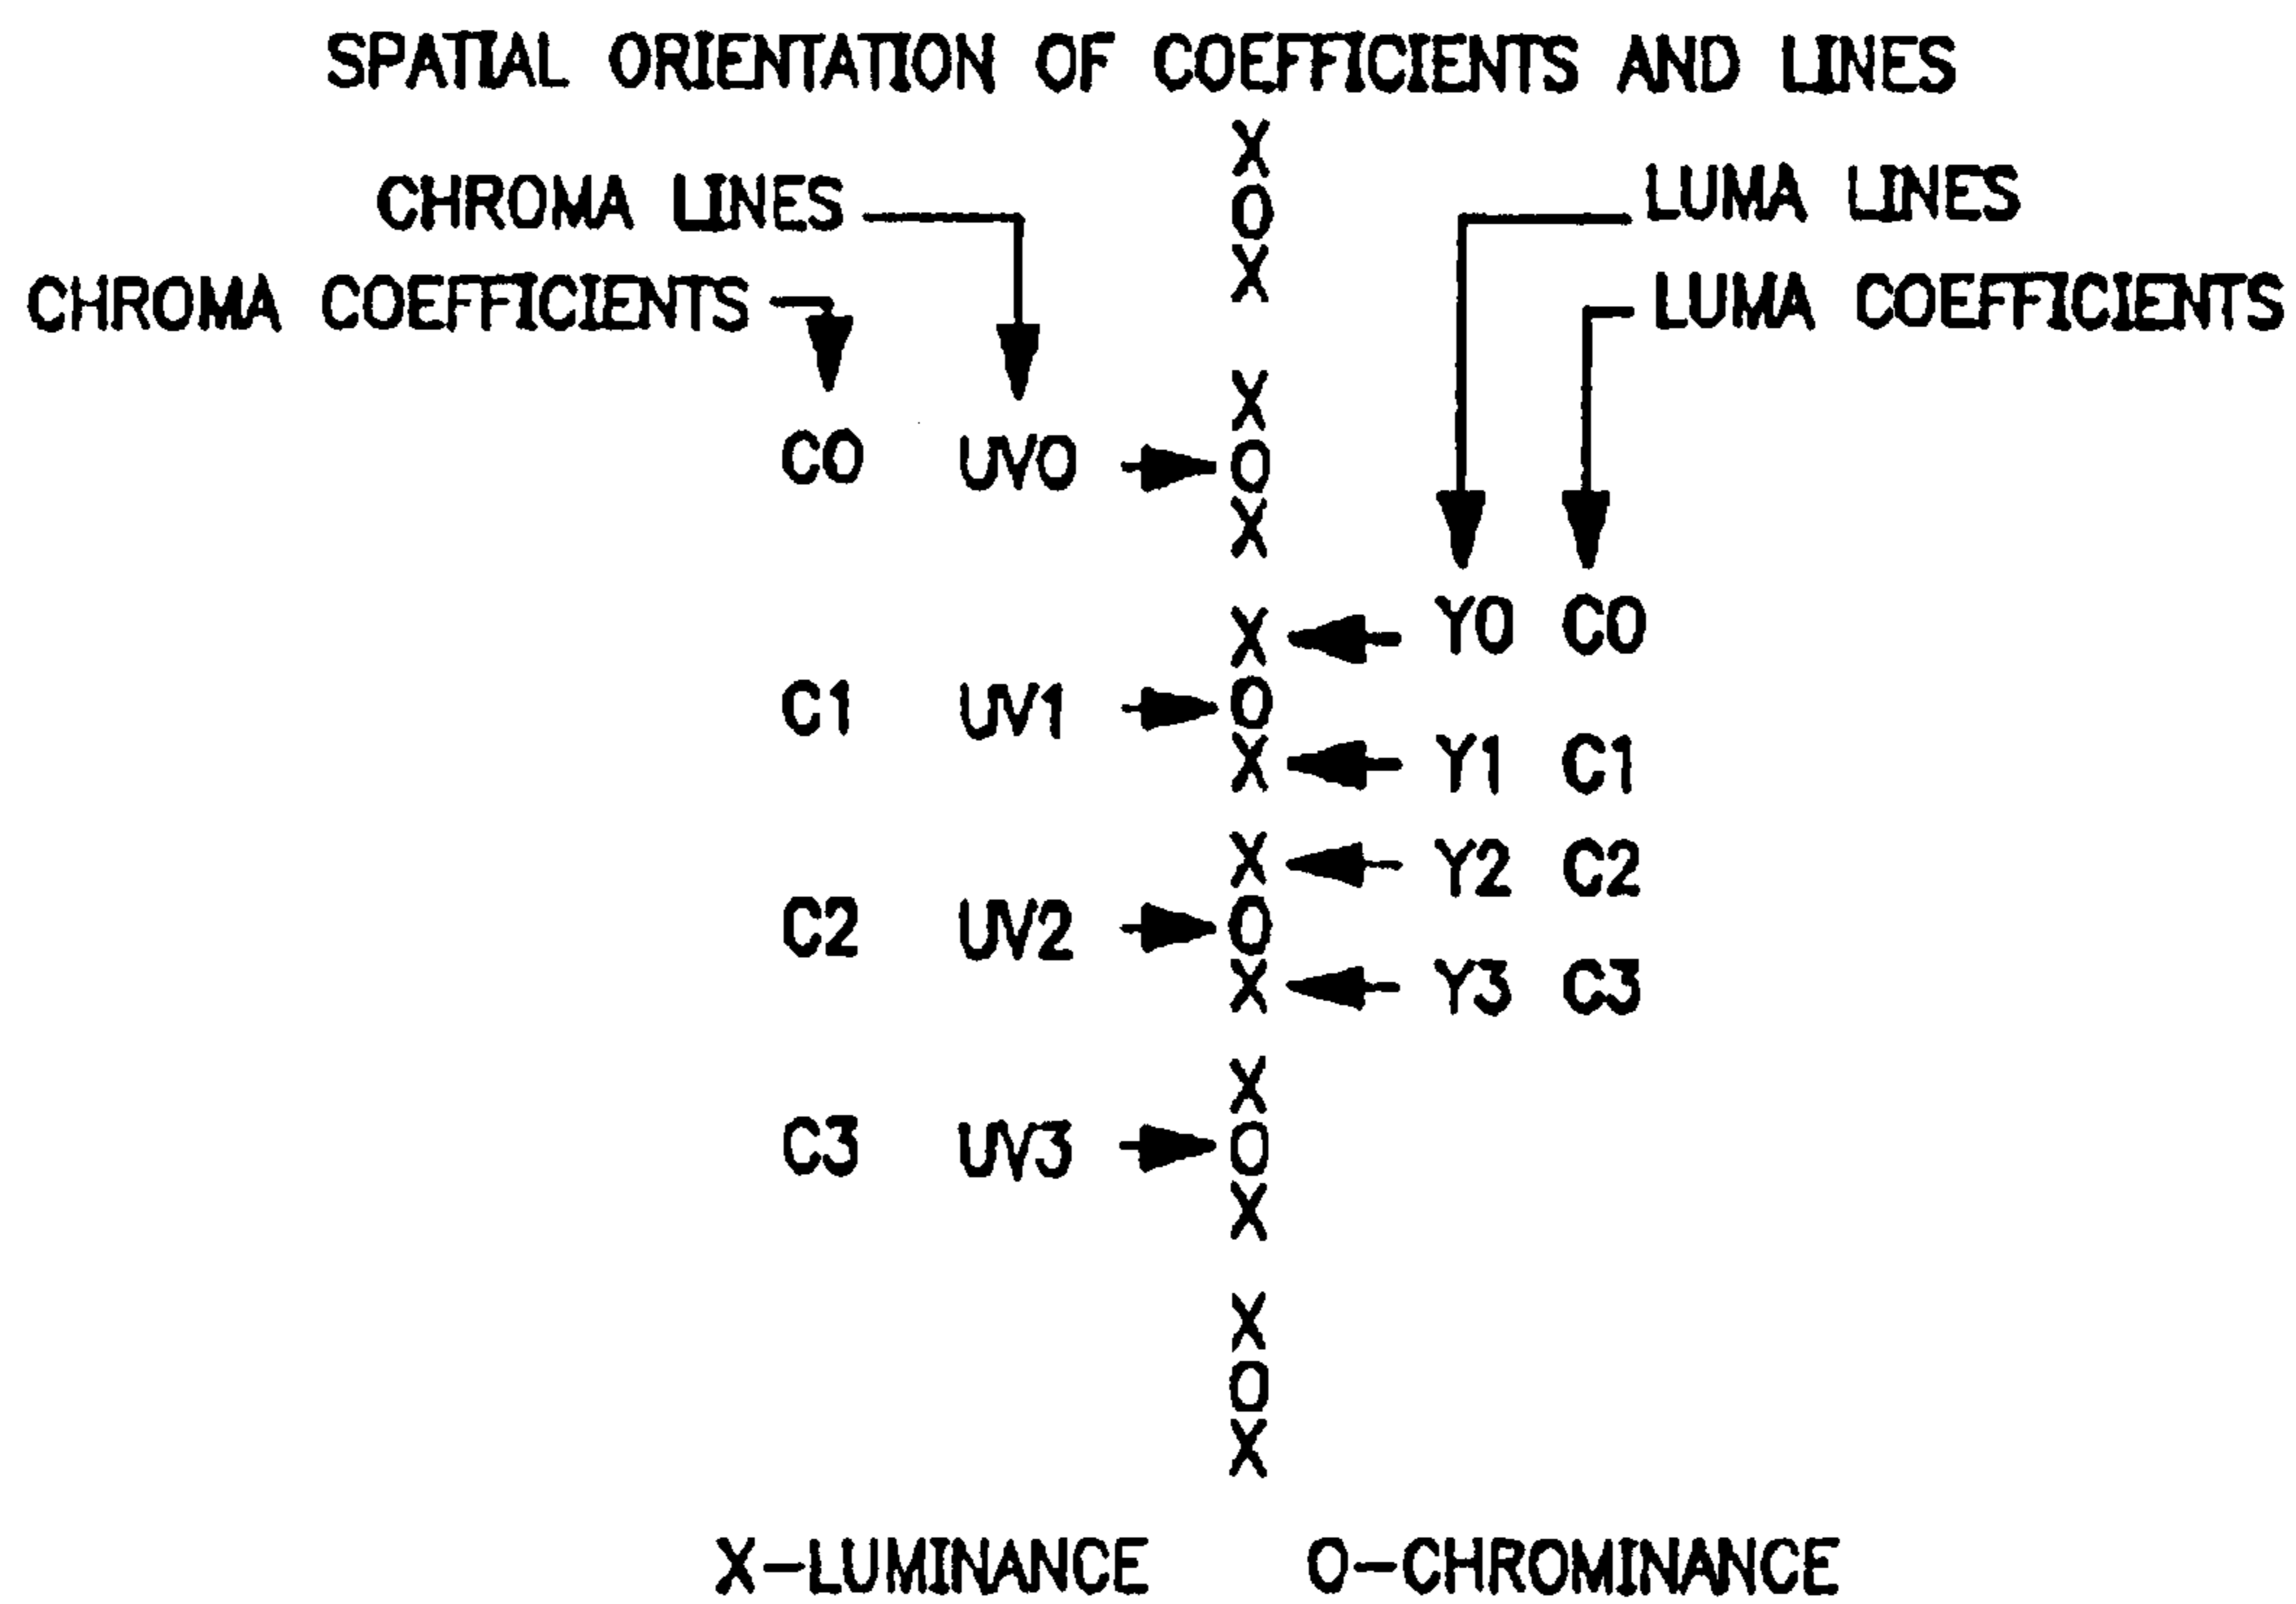 SPATIAL ORIENTATION OF COEFFICIENTS AND LINES
X
CHROMA LINES O LUMA LINES
X
CHROMA COEFFICIENTS LUMA COEFFICIENTS
X
C0 UV0 O
X
X Y0 C0
C1 UV1 O
X Y1 C1
X Y2 C2
C2 UV2 O
X Y3 C3
X
C3 UV3 O
X
X
O
X
X-LUMINANCE O-CHROMINANCE